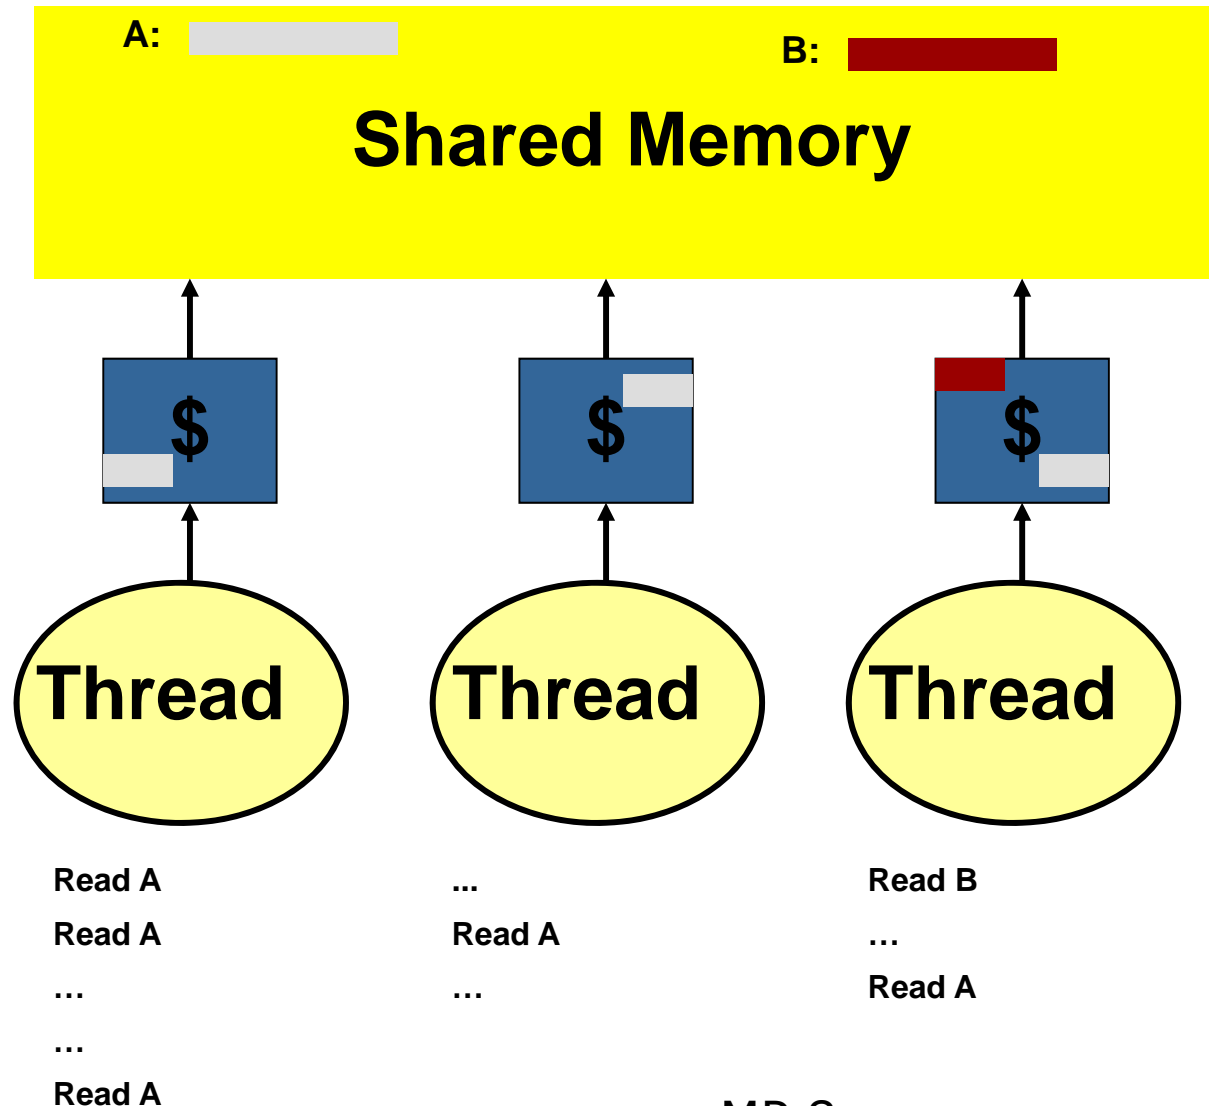 A:
B:
Shared Memory
$ $ $
Thread Thread Thread
Read A ... Read B
Read A Read A …
… … Read A
…
Read A